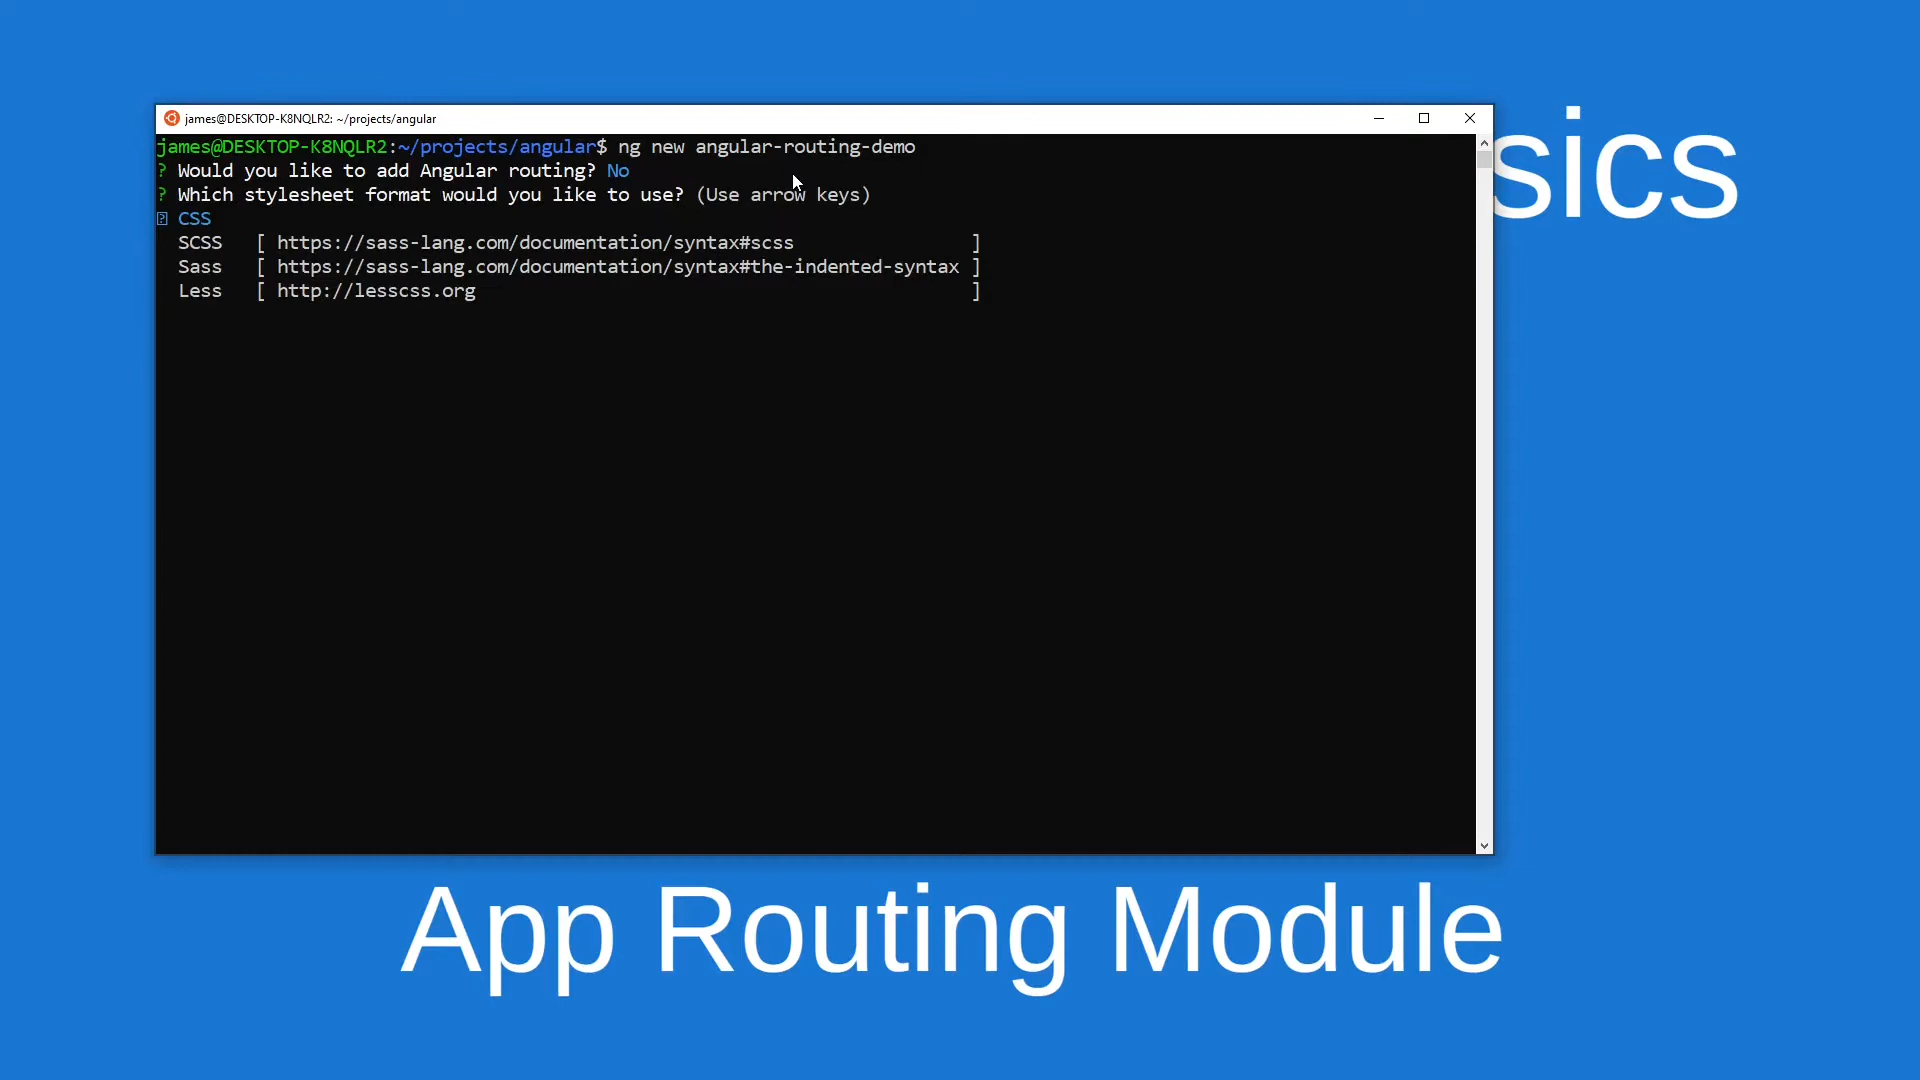 james@DESKTOP-K8NQLR2: ~/projects/angular
james@DESKTOP-K8NQLR2:~/projects/angular$ ng new angular-routing-demo
? Would you like to add Angular routing? No
? Which stylesheet format would you like to use? (Use arrow keys)
CSS
SCSS [ https://sass-lang.com/documentation/syntax#scss ]
Sass [ https://sass-lang.com/documentation/syntax#the-indented-syntax ]
Less [ http://lesscss.org ]
sics
App Routing Module